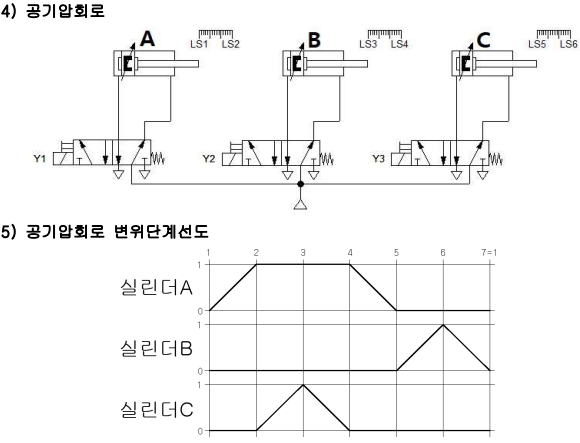 4) 공기압회로
A B C
LS1 LS2 LS3 LS4 LS5 LS6
Y1 Y2 Y3
5) 공기압회로 변위단계선도
1 2 3 4 5 6 7=1
1
실린더A
0
1
실린더B
0
1
실린더C
0